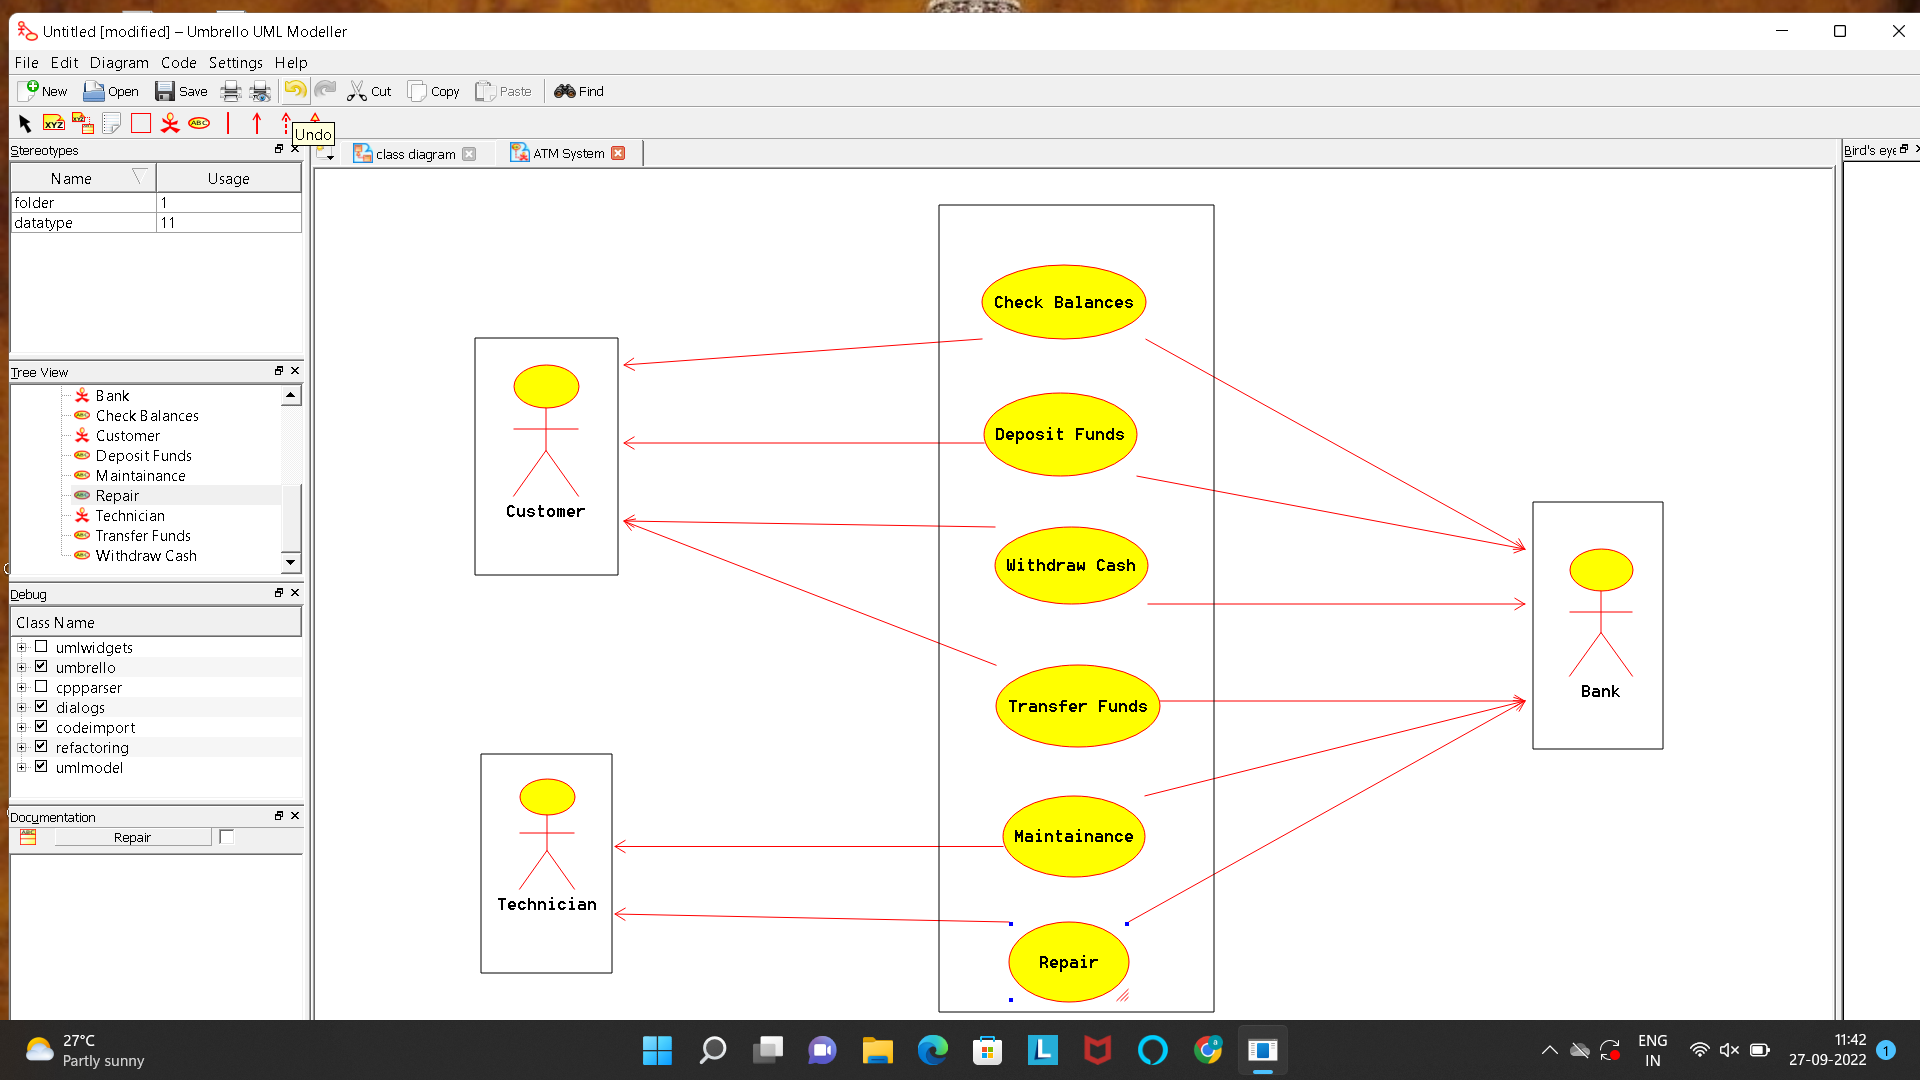 Untitled [modified] – Umbrello UML Modeller
File Edit Diagram Code Settings Help
New Open Save Cut Copy Paste Find
XYZ ABC
Undo
Stereotypes
Name Usage
folder 1
datatype 11
class diagram
ATM System
Bird's eye
Tree View
Bank
Check Balances
Customer
Deposit Funds
Maintainance
Repair
Technician
Transfer Funds
Withdraw Cash
Debug
Class Name
umlwidgets
umbrello
cppparser
dialogs
codeimport
refactoring
umlmodel
Documentation
Repair
Check Balances
Deposit Funds
Customer
Withdraw Cash
Bank
Transfer Funds
Maintainance
Technician
Repair
27°C
Partly sunny
L
a
ENG
IN
11:42
27-09-2022
1